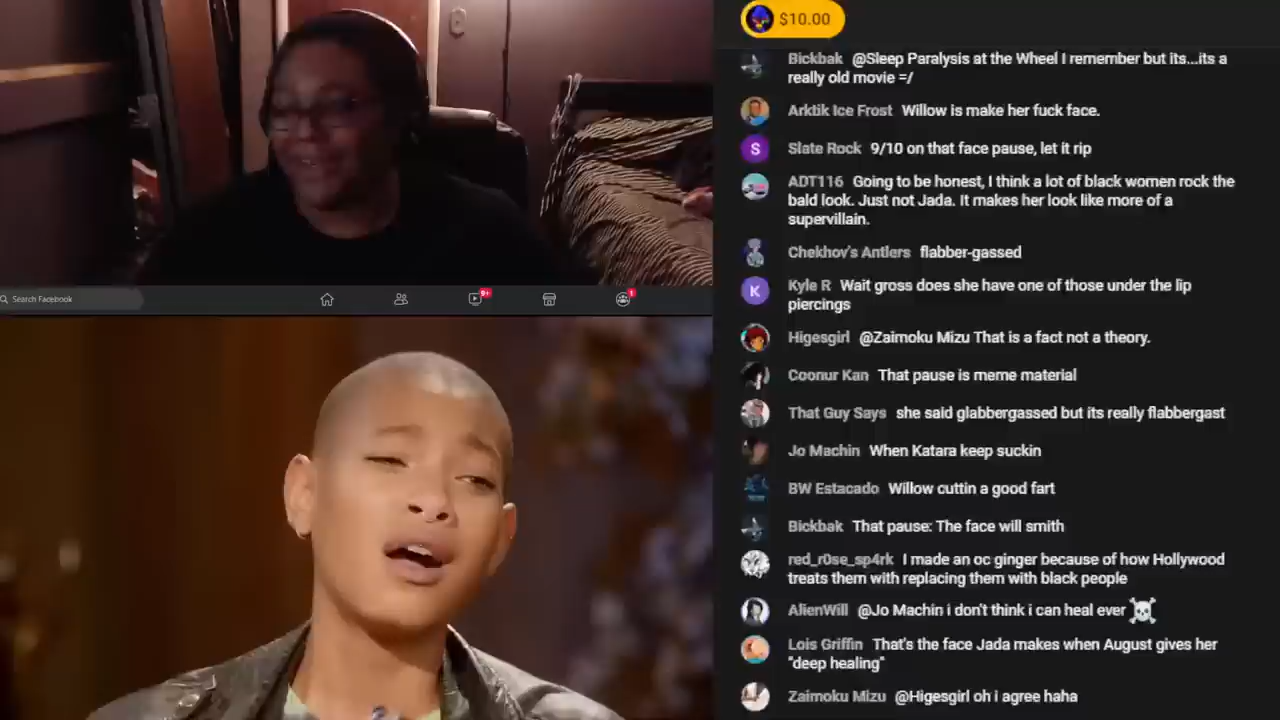 $10.00
Bickbak @Sleep Paralysis at the Wheel I remember but its...its a
really old movie =/
Arktik Ice Frost Willow is make her fuck face.
S Slate Rock 9/10 on that face pause, let it rip
ADT116 Going to be honest, I think a lot of black women rock the
bald look. Just not Jada. It makes her look like more of a
supervillain.
Chekhov's Antlers flabber-gassed
K Kyle R Wait gross does she have one of those under the lip
piercings
Higesgirl @Zaimoku Mizu That is a fact not a theory.
Coonur Kan That pause is meme material
That Guy Says she said glabbergassed but its really flabbergast
Jo Machin When Katara keep suckin
BW Estacado Willow cuttin a good fart
Bickbak That pause: The face will smith
red_r0se_sp4rk I made an oc ginger because of how Hollywood
treats them with replacing them with black people
AlienWill @Jo Machin i don't think i can heal ever
Lois Griffin That's the face Jada makes when August gives her
"deep healing"
Zaimoku Mizu @Higesgirl oh i agree haha
Search Facebook
9+
1